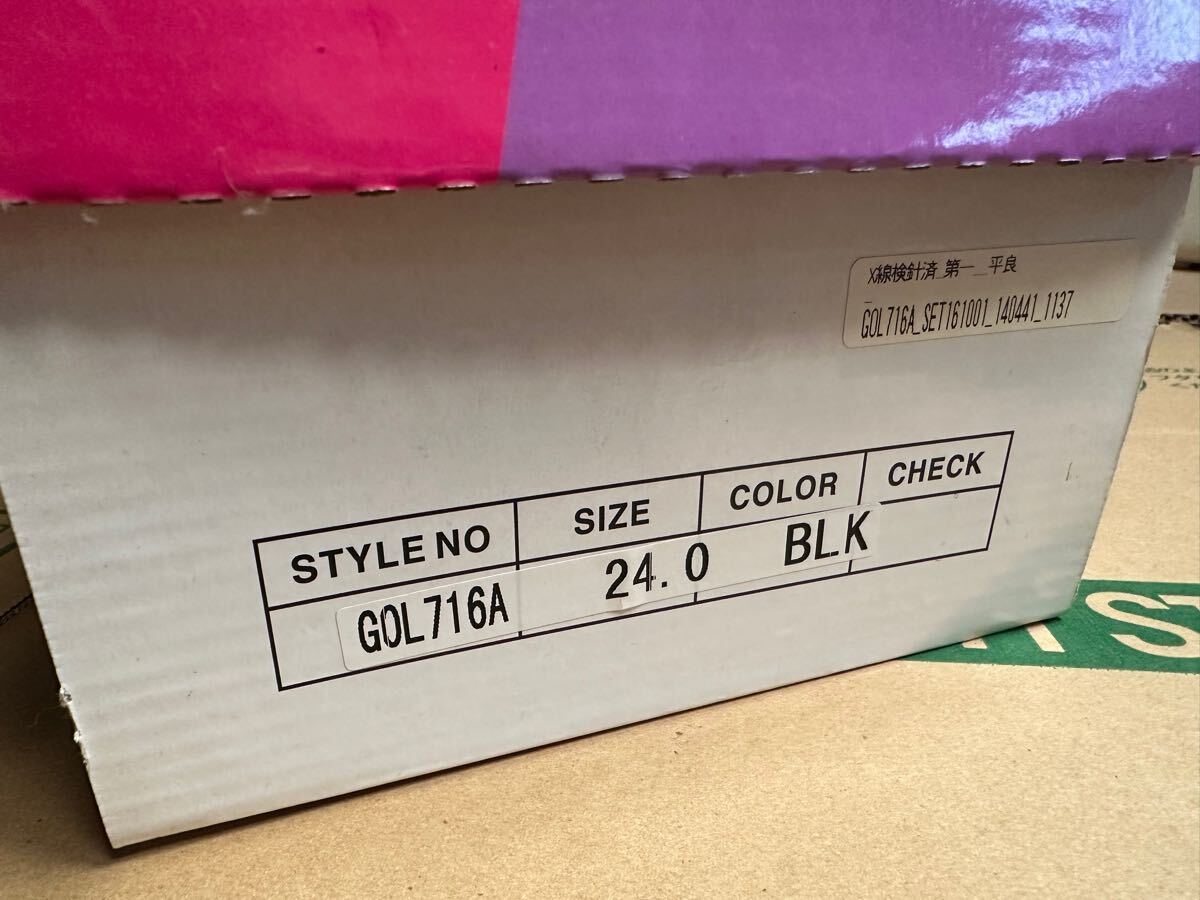 X線検針済_第一__平良
GOL716A_SET161001_140441_1137
STYLE NO SIZE COLOR CHECK
GOL716A 24.0 BLK